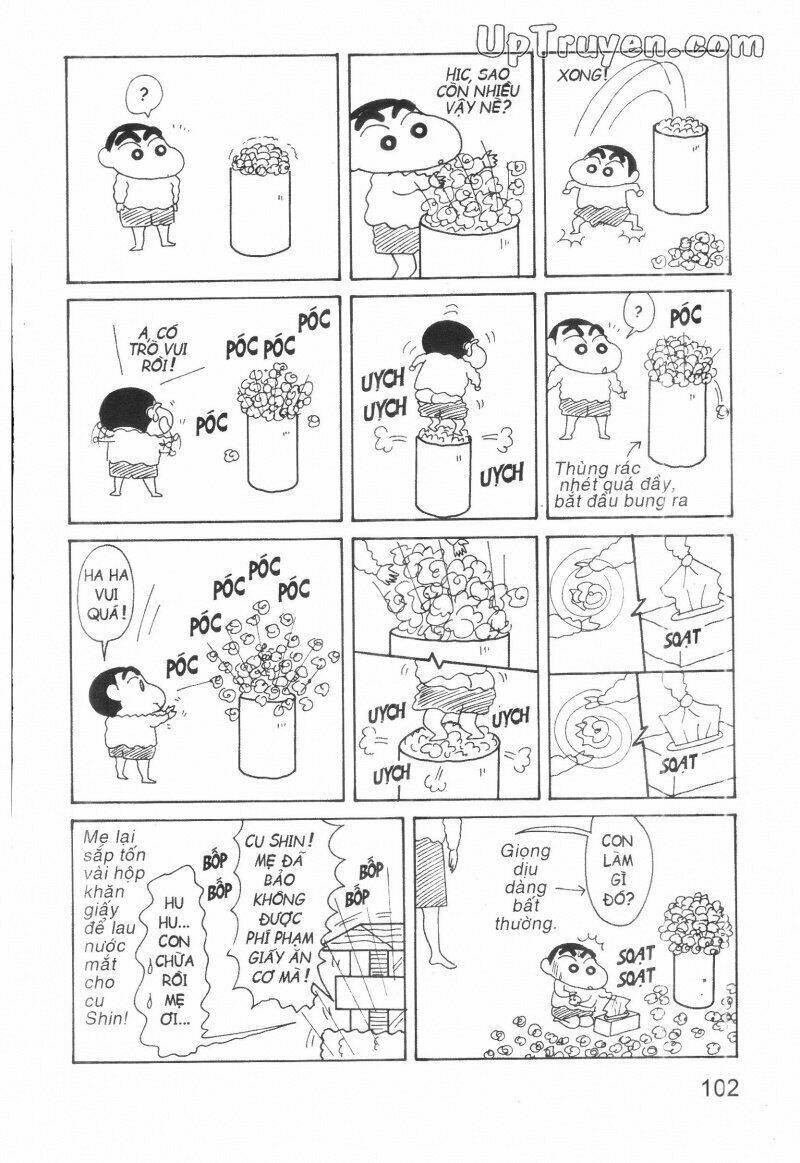 UpTruyen.com
XONG!
HIC, SAO
CÒN NHIỀU
VẬY NÈ?
?
?
PÓC
Thùng rác
nhét quá đầy,
bắt đầu bung ra
UỴCH
UỴCH
UỴCH
A, CÓ
TRÒ VUI
RỒI!
PÓC
PÓC
PÓC
PÓC
SOẠT
SOẠT
UỴCH
UỴCH
UỴCH
HA HA
VUI
QUÁ!
PÓC
PÓC
PÓC
PÓC
PÓC
CON
LÀM
GÌ
ĐÓ?
Giọng
dịu
dàng
bất
thường.
SOẠT
SOẠT
CU SHIN!
MẸ ĐÃ
BẢO
KHÔNG
ĐƯỢC
PHÍ PHẠM
GIẤY ĂN
CƠ MÀ!
BỐP
BỐP
BỐP
BỐP
HU
HU...
CON
CHỪA
RỒI
MẸ
ƠI...
Mẹ lại
sắp tốn
vài hộp
khăn
giấy
để lau
nước
mắt
cho
cu
Shin!
102